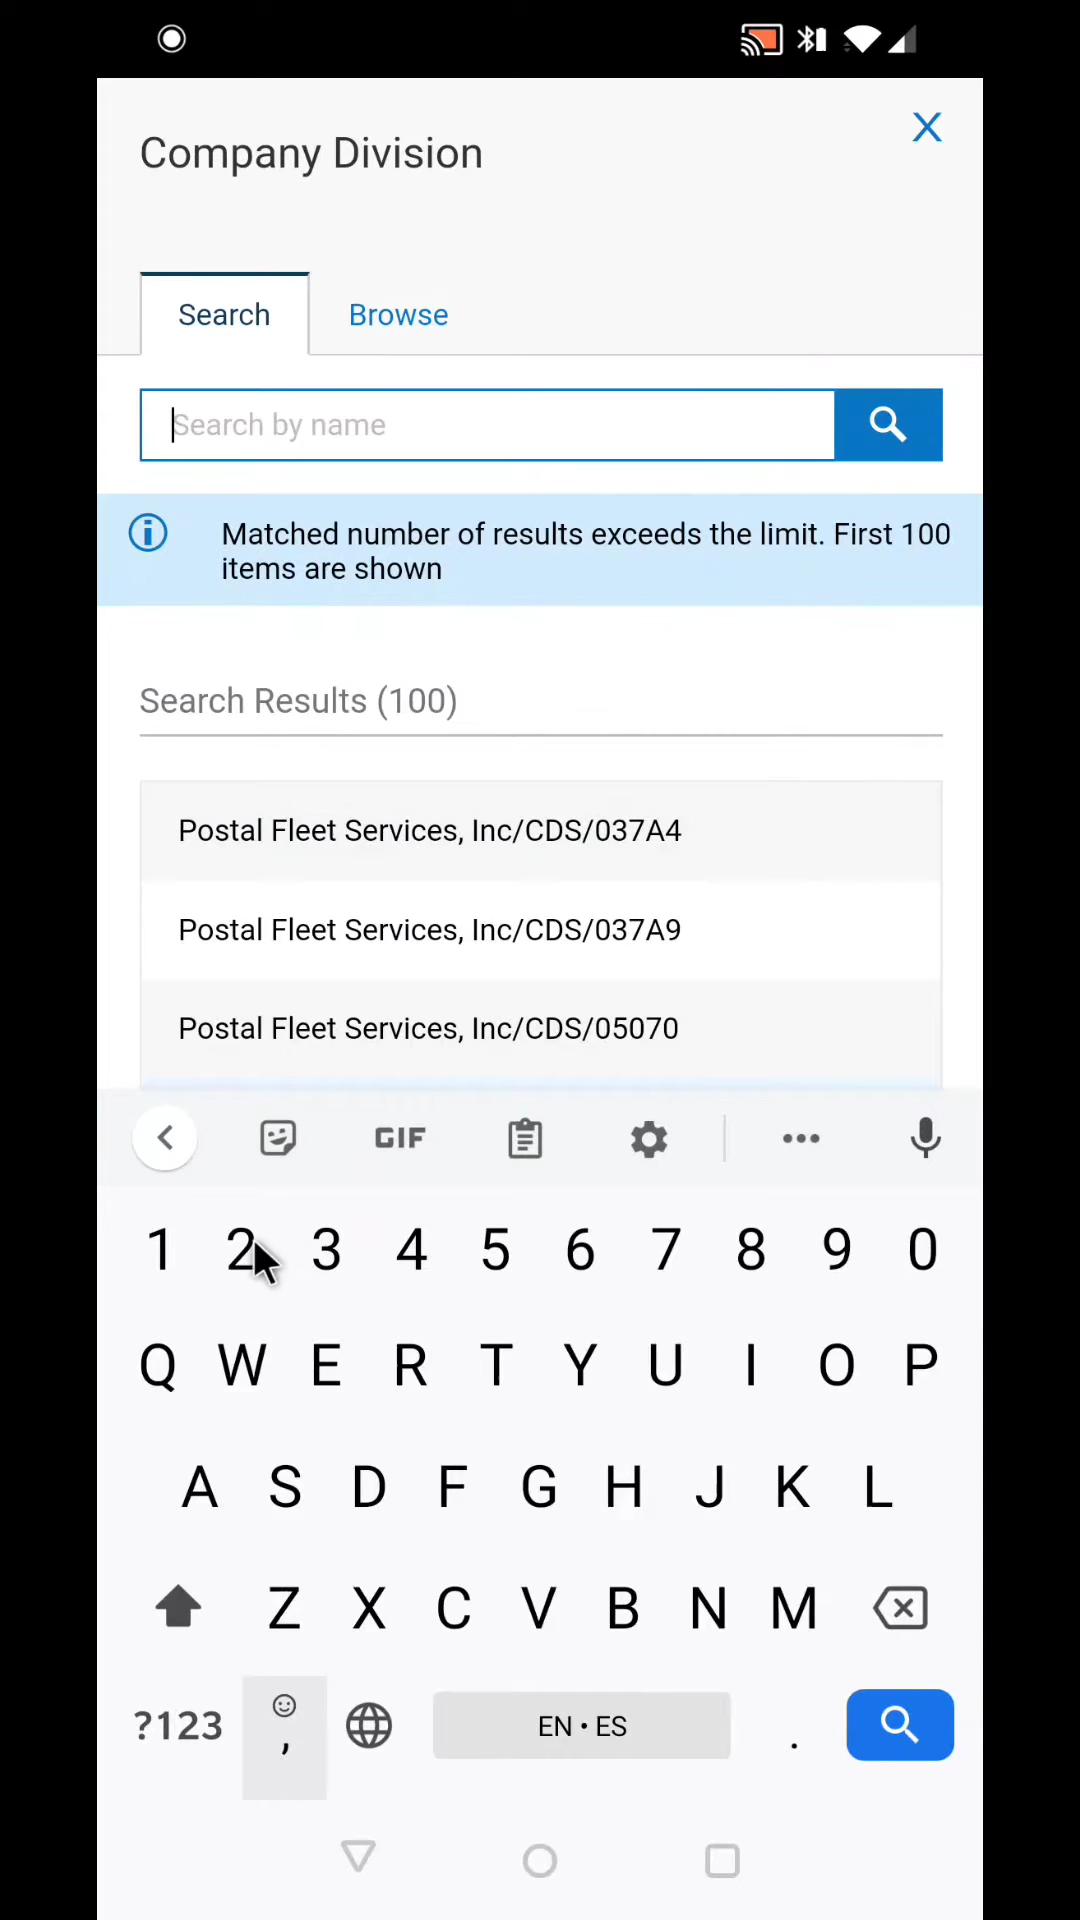 Company Division
X
Search
Browse
Search by name
Matched number of results exceeds the limit. First 100
items are shown
Search Results (100)
Postal Fleet Services, Inc/CDS/037A4
Postal Fleet Services, Inc/CDS/037A9
Postal Fleet Services, Inc/CDS/05070
GIF
1 2 3 4 5 6 7 8 9 0
Q W E R T Y U I O P
A S D F G H J K L
Z X C V B N M
?123 , EN • ES .